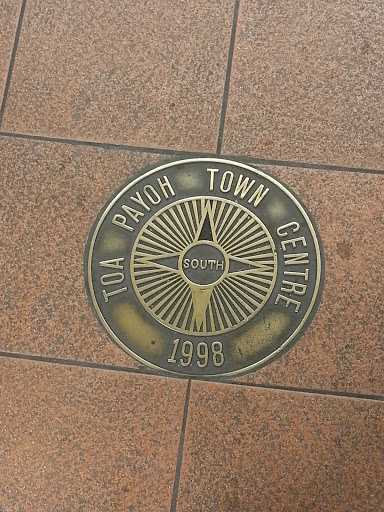 TOA PAYOH TOWN CENTRE
SOUTH
1998